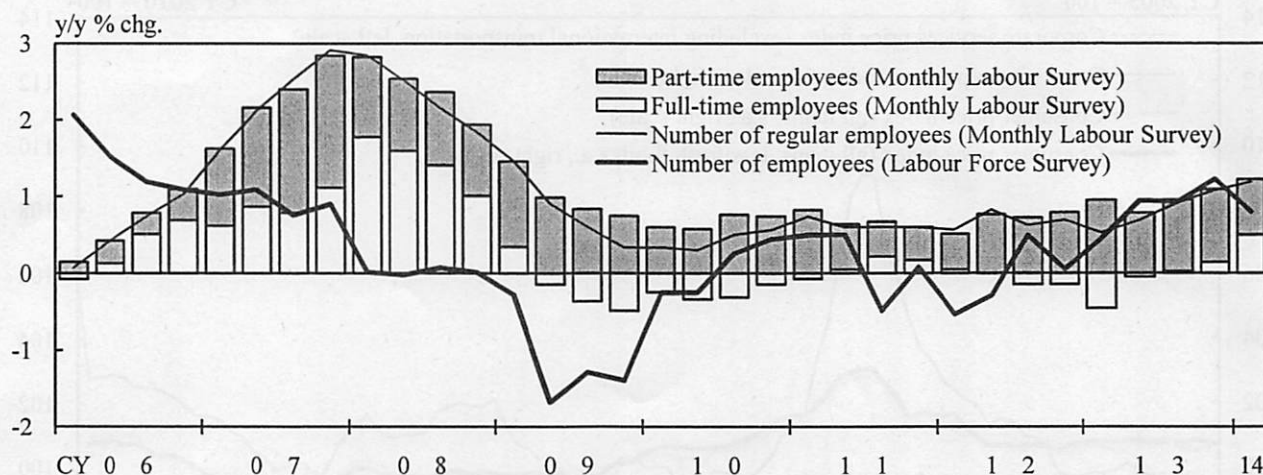 y/y % chg.
3
2
1
0
-1
-2
Part-time employees (Monthly Labour Survey)
Full-time employees (Monthly Labour Survey)
Number of regular employees (Monthly Labour Survey)
Number of employees (Labour Force Survey)
CY 0 6 0 7 0 8 0 9 1 0 1 1 1 2 1 3 14